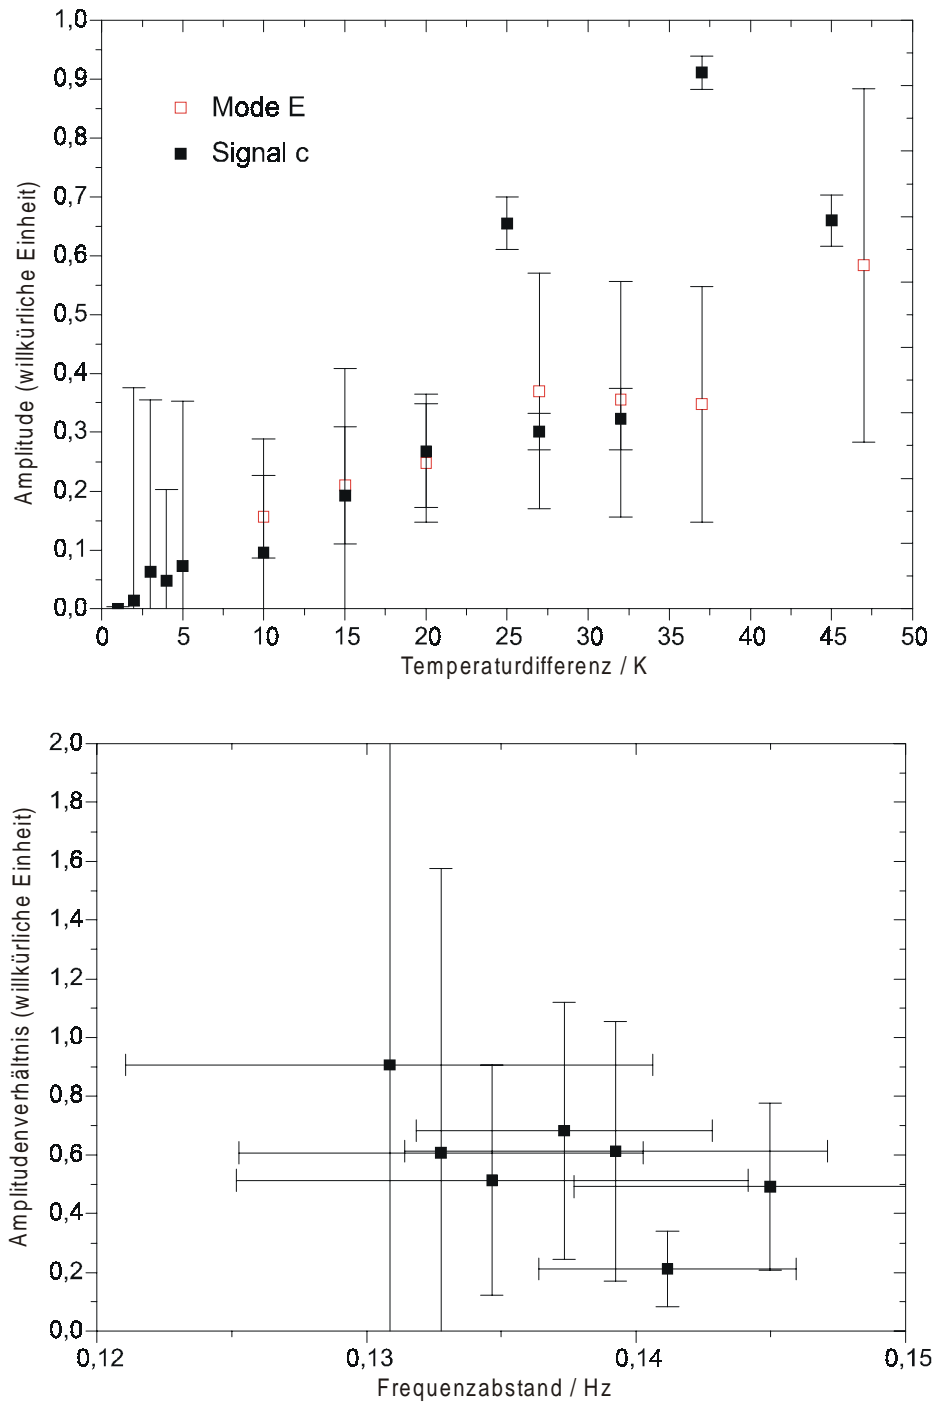 1,0
0,9
0,8
0,7
0,6
0,5
0,4
0,3
0,2
0,1
0,0
Amplitude (willkürliche Einheit)
Mode E
Signal c
0 5 10 15 20 25 30 35 40 45 50
Temperaturdifferenz / K
2,0
1,8
1,6
1,4
1,2
1,0
0,8
0,6
0,4
0,2
0,0
Amplitudenverhältnis (willkürliche Einheit)
0,12 0,13 0,14 0,15
Frequenzabstand / Hz